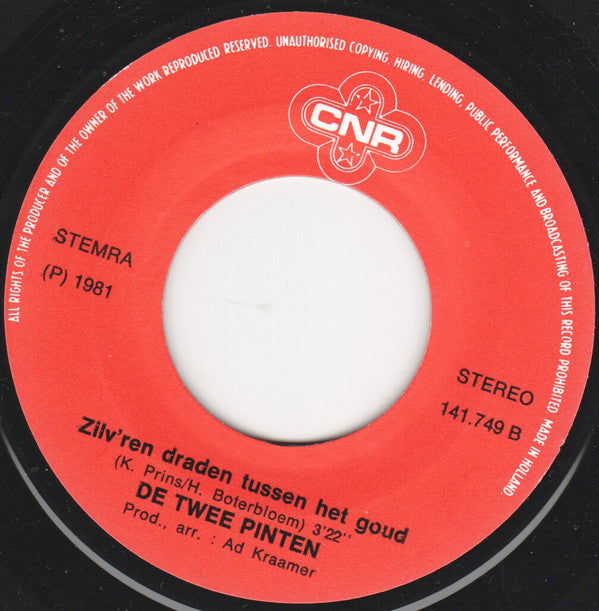 ALL RIGHTS OF THE PRODUCER AND OF THE OWNER OF THE WORK REPRODUCED RESERVED. UNAUTHORISED COPYING, HIRING, LENDING, PUBLIC PERFORMANCE AND BROADCASTING OF THIS RECORD PROHIBITED MADE IN HOLLAND.
CNR
STEMRA
(P) 1981
STEREO
141.749 B
Zilv'ren draden tussen het goud
(K. Prins/H. Boterbloem) 3'22''
DE TWEE PINTEN
Prod., arr. : Ad Kraamer